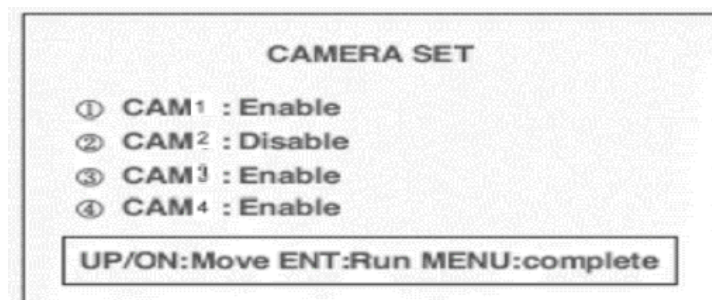 CAMERA SET
① CAM1 : Enable
② CAM2 : Disable
③ CAM3 : Enable
④ CAM4 : Enable
UP/ON:Move ENT:Run MENU:complete